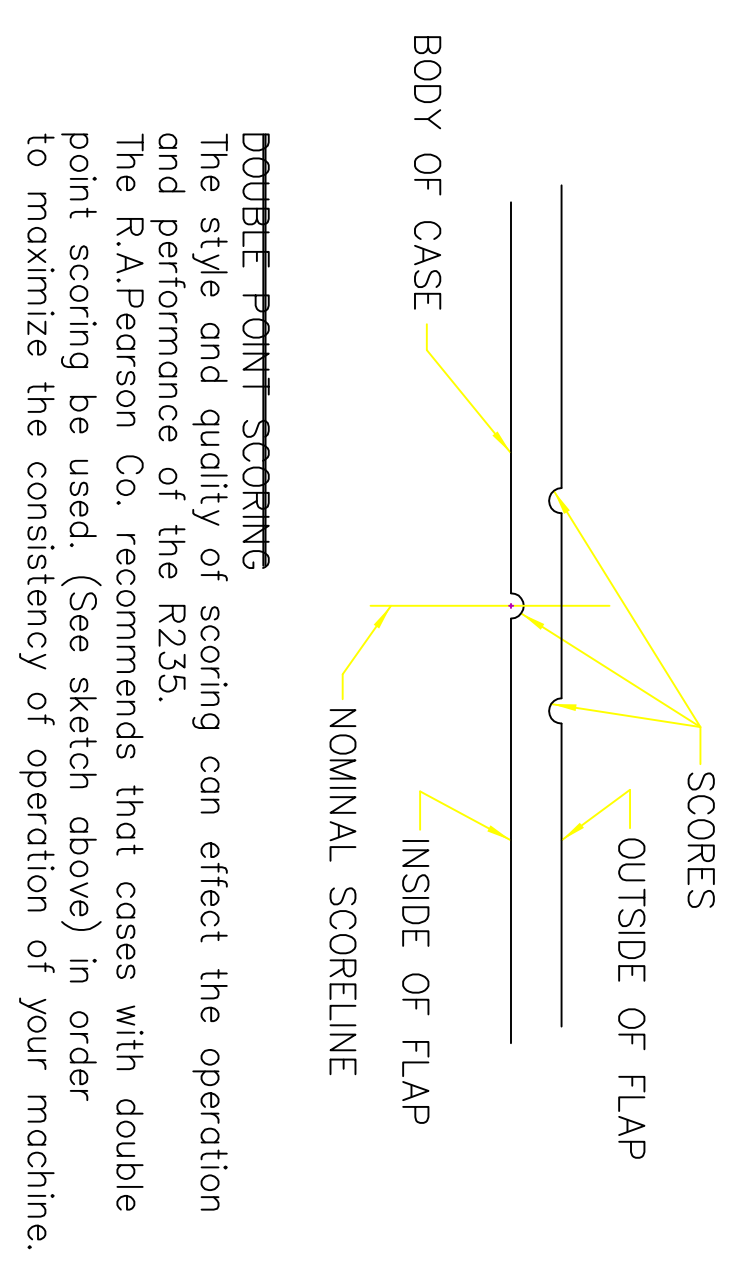 SCORES
OUTSIDE OF FLAP
BODY OF CASE
INSIDE OF FLAP
NOMINAL SCORELINE
DOUBLE POINT SCORING
The style and quality of scoring can effect the operation
and performance of the R235.
The R.A.Pearson Co. recommends that cases with double
point scoring be used. (See sketch above) in order
to maximize the consistency of operation of your machine.